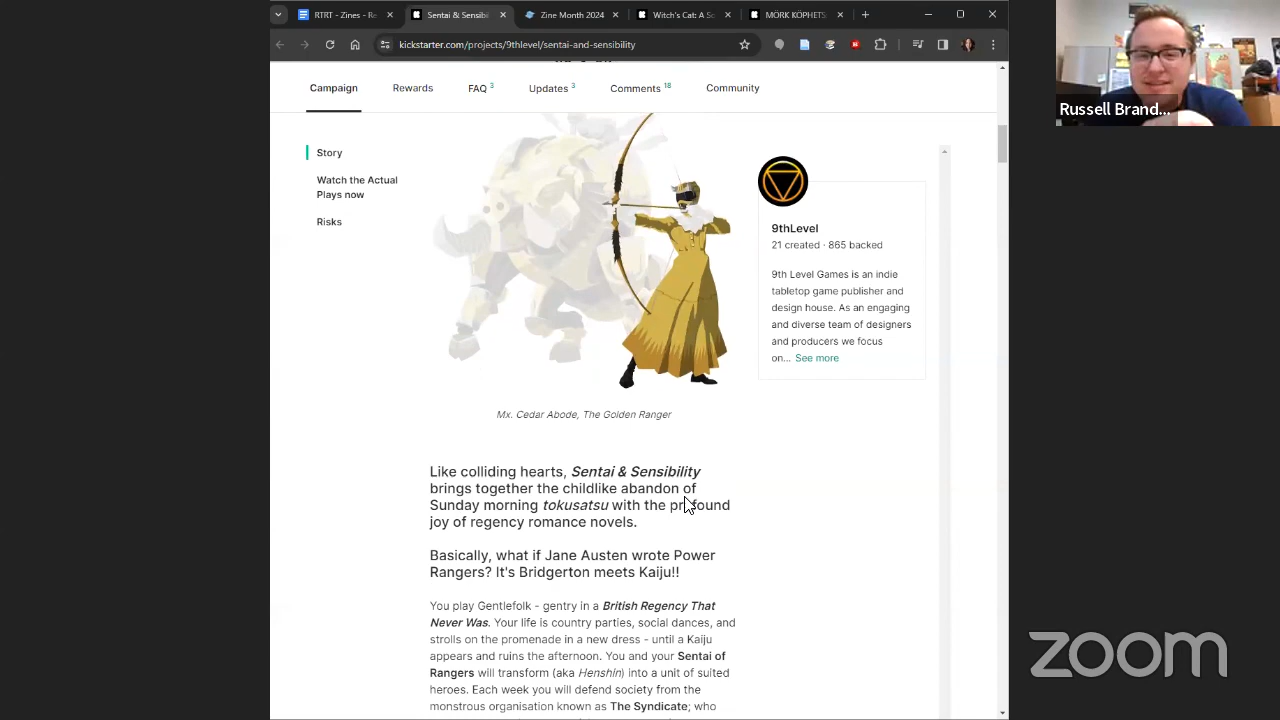 RTRT - Zines - Re
Sentai & Sensibili
Zine Month 2024
Witch's Cat: A Sc
MÖRK KÖPHETS
kickstarter.com/projects/9thlevel/sentai-and-sensibility
Campaign
Rewards
FAQ 3
Updates 3
Comments 18
Community
Story
Watch the Actual
Plays now
Risks
9thLevel
21 created · 865 backed
9th Level Games is an indie
tabletop game publisher and
design house. As an engaging
and diverse team of designers
and producers we focus
on... See more
Mx. Cedar Abode, The Golden Ranger
Like colliding hearts, Sentai & Sensibility
brings together the childlike abandon of
Sunday morning tokusatsu with the profound
joy of regency romance novels.
Basically, what if Jane Austen wrote Power
Rangers? It's Bridgerton meets Kaiju!!
You play Gentlefolk - gentry in a British Regency That
Never Was. Your life is country parties, social dances, and
strolls on the promenade in a new dress - until a Kaiju
appears and ruins the afternoon. You and your Sentai of
Rangers will transform (aka Henshin) into a unit of suited
heroes. Each week you will defend society from the
monstrous organisation known as The Syndicate; who
Russell Brand...
zoom